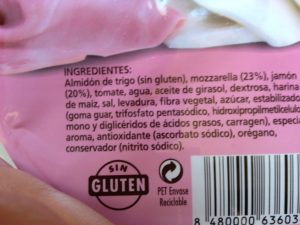 INGREDIENTES:
Almidón de trigo (sin gluten), mozzarella (23%), jamón
(20%), tomate, agua, aceite de girasol, dextrosa, harina
de maíz, sal, levadura, fibra vegetal, azúcar, estabilizado
(goma guar, trifosfato pentasódico, hidroxipropilmetilcelulo
mono y diglicéridos de ácidos grasos, carragen), especia
aroma, antioxidante (ascorbato sódico), orégano,
conservador (nitrito sódico).
SIN
GLUTEN
PET Envase
Reciclable
8 480000 63603